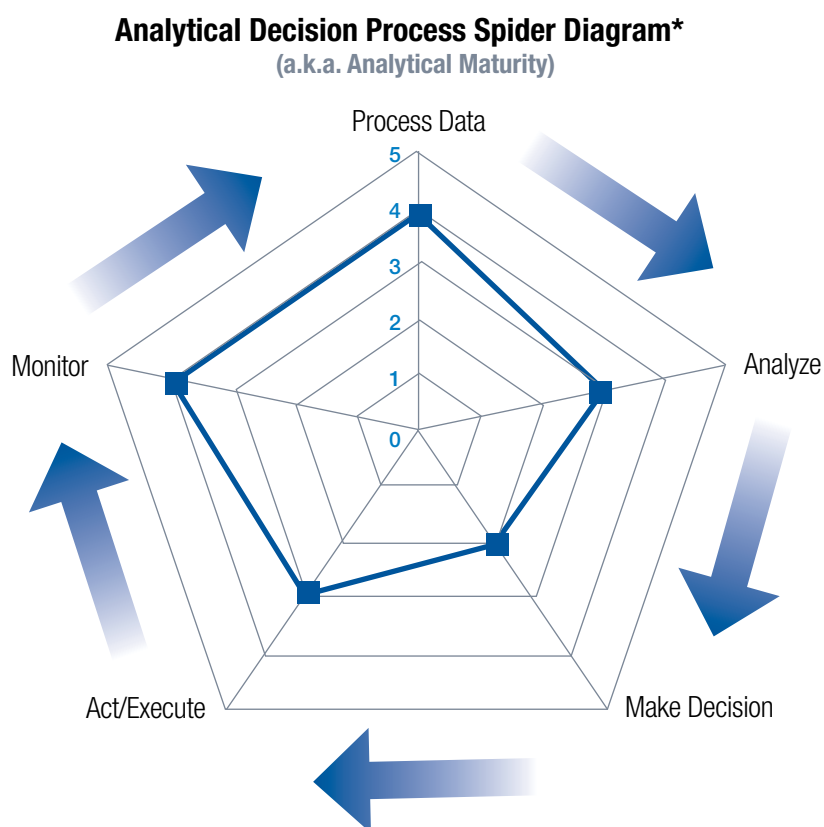 Analytical Decision Process Spider Diagram*
(a.k.a. Analytical Maturity)
Process Data
5
4
3
2
1
0
Monitor
Analyze
Act/Execute
Make Decision